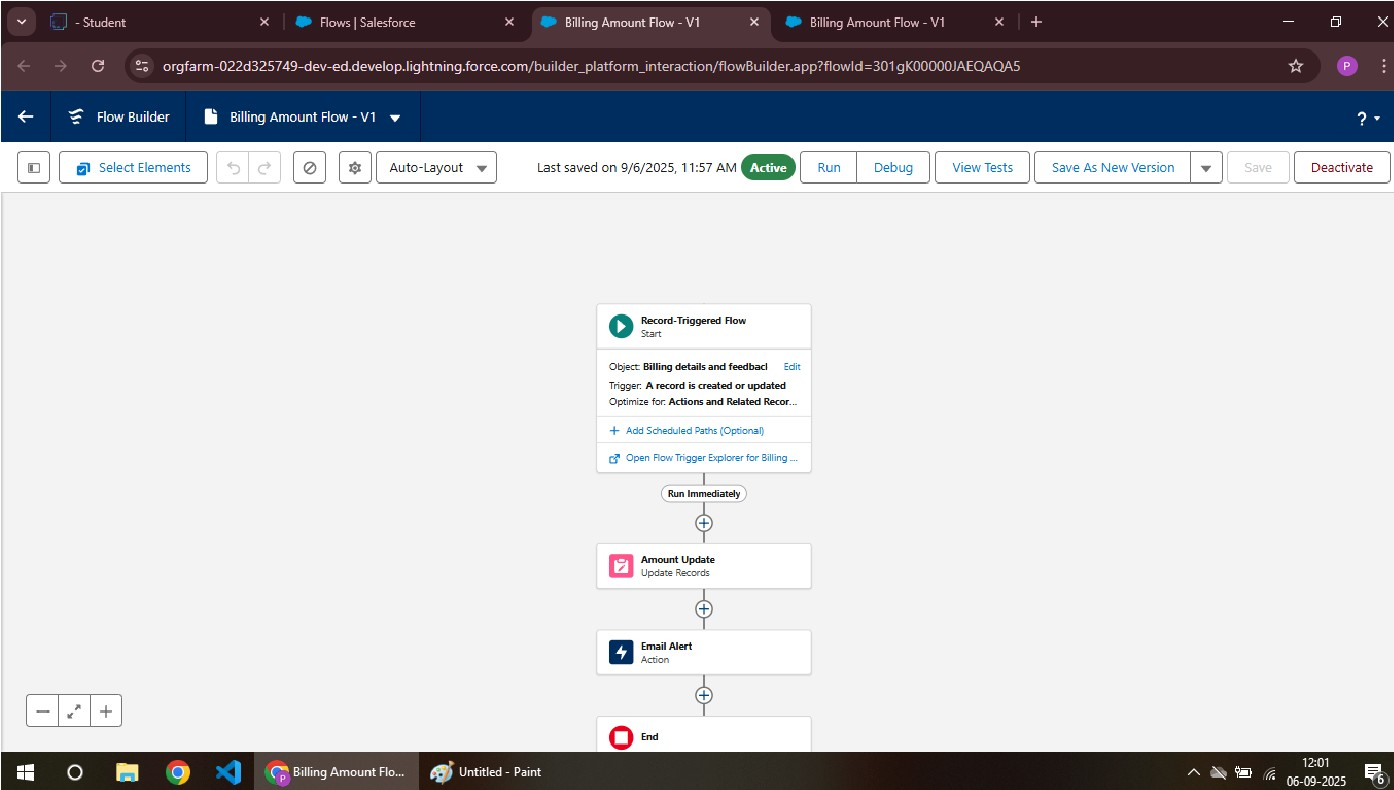 - Student
Flows | Salesforce
Billing Amount Flow - V1
Billing Amount Flow - V1
orgfarm-022d325749-dev-ed.develop.lightning.force.com/builder_platform_interaction/flowBuilder.app?flowId=301gK00000JAEQAQA5
P
Flow Builder
Billing Amount Flow - V1
?
Select Elements
Auto-Layout
Last saved on 9/6/2025, 11:57 AM
Active
Run
Debug
View Tests
Save As New Version
Save
Deactivate
Record-Triggered Flow
Start
Object: Billing details and feedback Edit
Trigger: A record is created or updated
Optimize for: Actions and Related Recor...
+ Add Scheduled Paths (Optional)
Open Flow Trigger Explorer for Billing ...
Run Immediately
Amount Update
Update Records
Email Alert
Action
End
P
Billing Amount Flo...
Untitled - Paint
12:01
06-09-2025
6